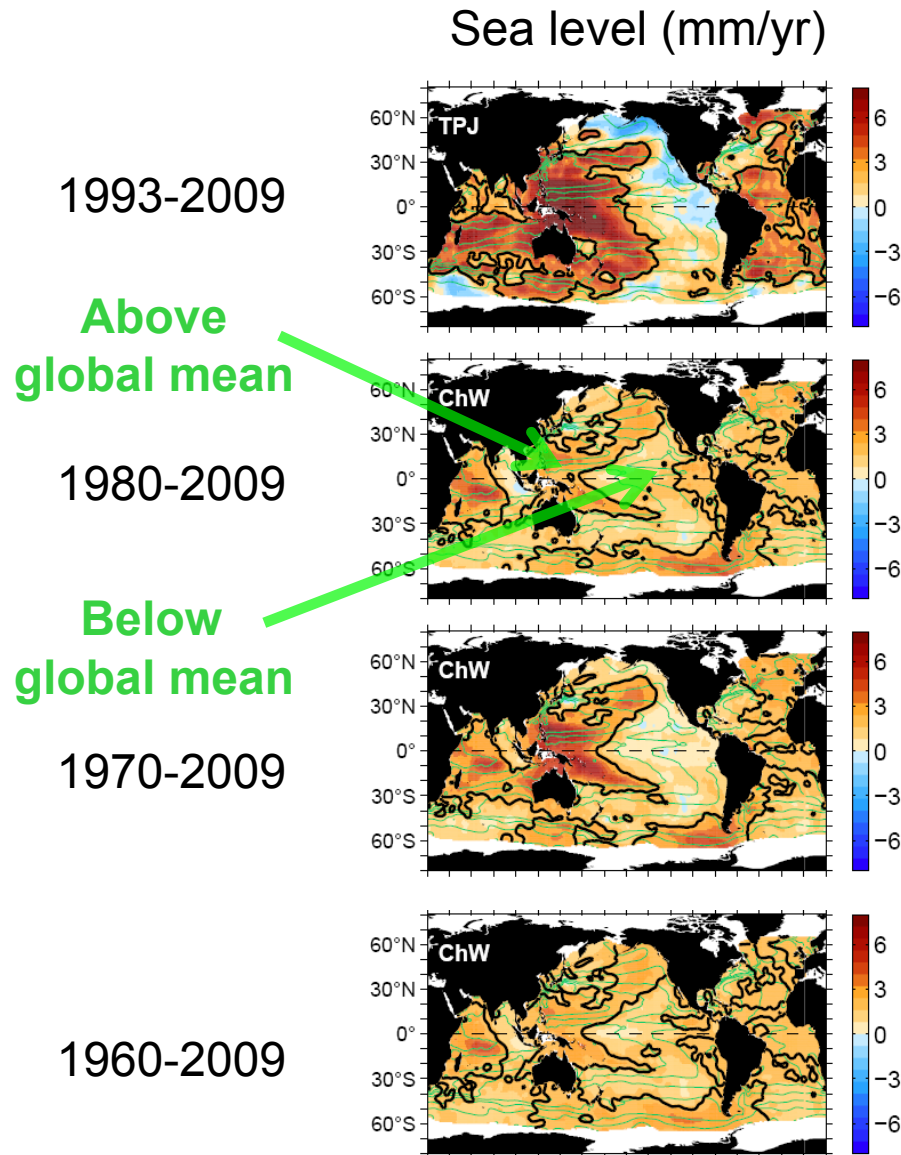 Sea level (mm/yr)
1993-2009
TPJ
60°N
30°N
0°
30°S
60°S
6
3
0
−3
−6
Above
global mean
1980-2009
ChW
60°N
30°N
0°
30°S
60°S
6
3
0
−3
−6
Below
global mean
1970-2009
ChW
60°N
30°N
0°
30°S
60°S
6
3
0
−3
−6
1960-2009
ChW
60°N
30°N
0°
30°S
60°S
6
3
0
−3
−6